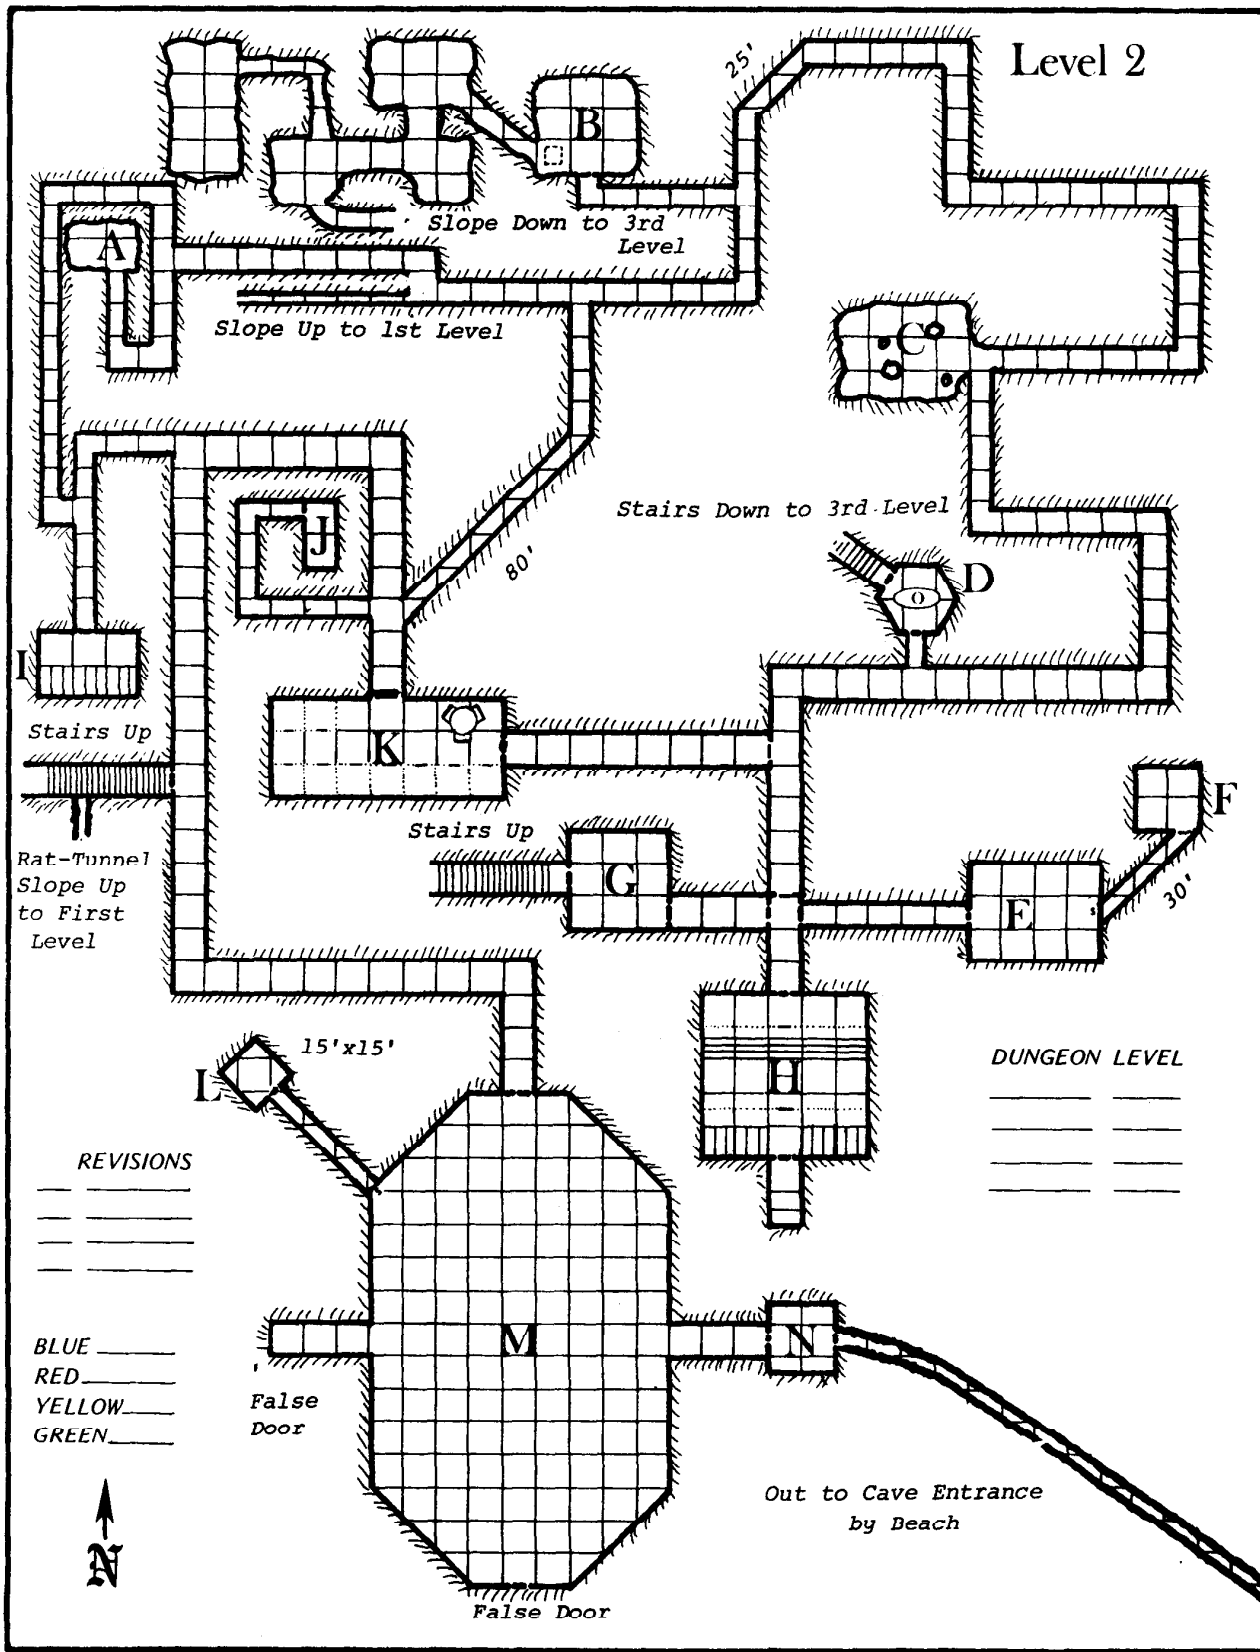 Level 2
25'
B
Slope Down to 3rd
Level
A
Slope Up to 1st Level
C
Stairs Down to 3rd Level
J
80'
D
O
I
Stairs Up
K
F
Stairs Up
Rat-Tunnel
Slope Up
to First
Level
G
E
s
30'
15'x15'
L
H
DUNGEON LEVEL
REVISIONS
M
N
BLUE
RED
YELLOW
GREEN
False
Door
Out to Cave Entrance
by Beach
N
False Door